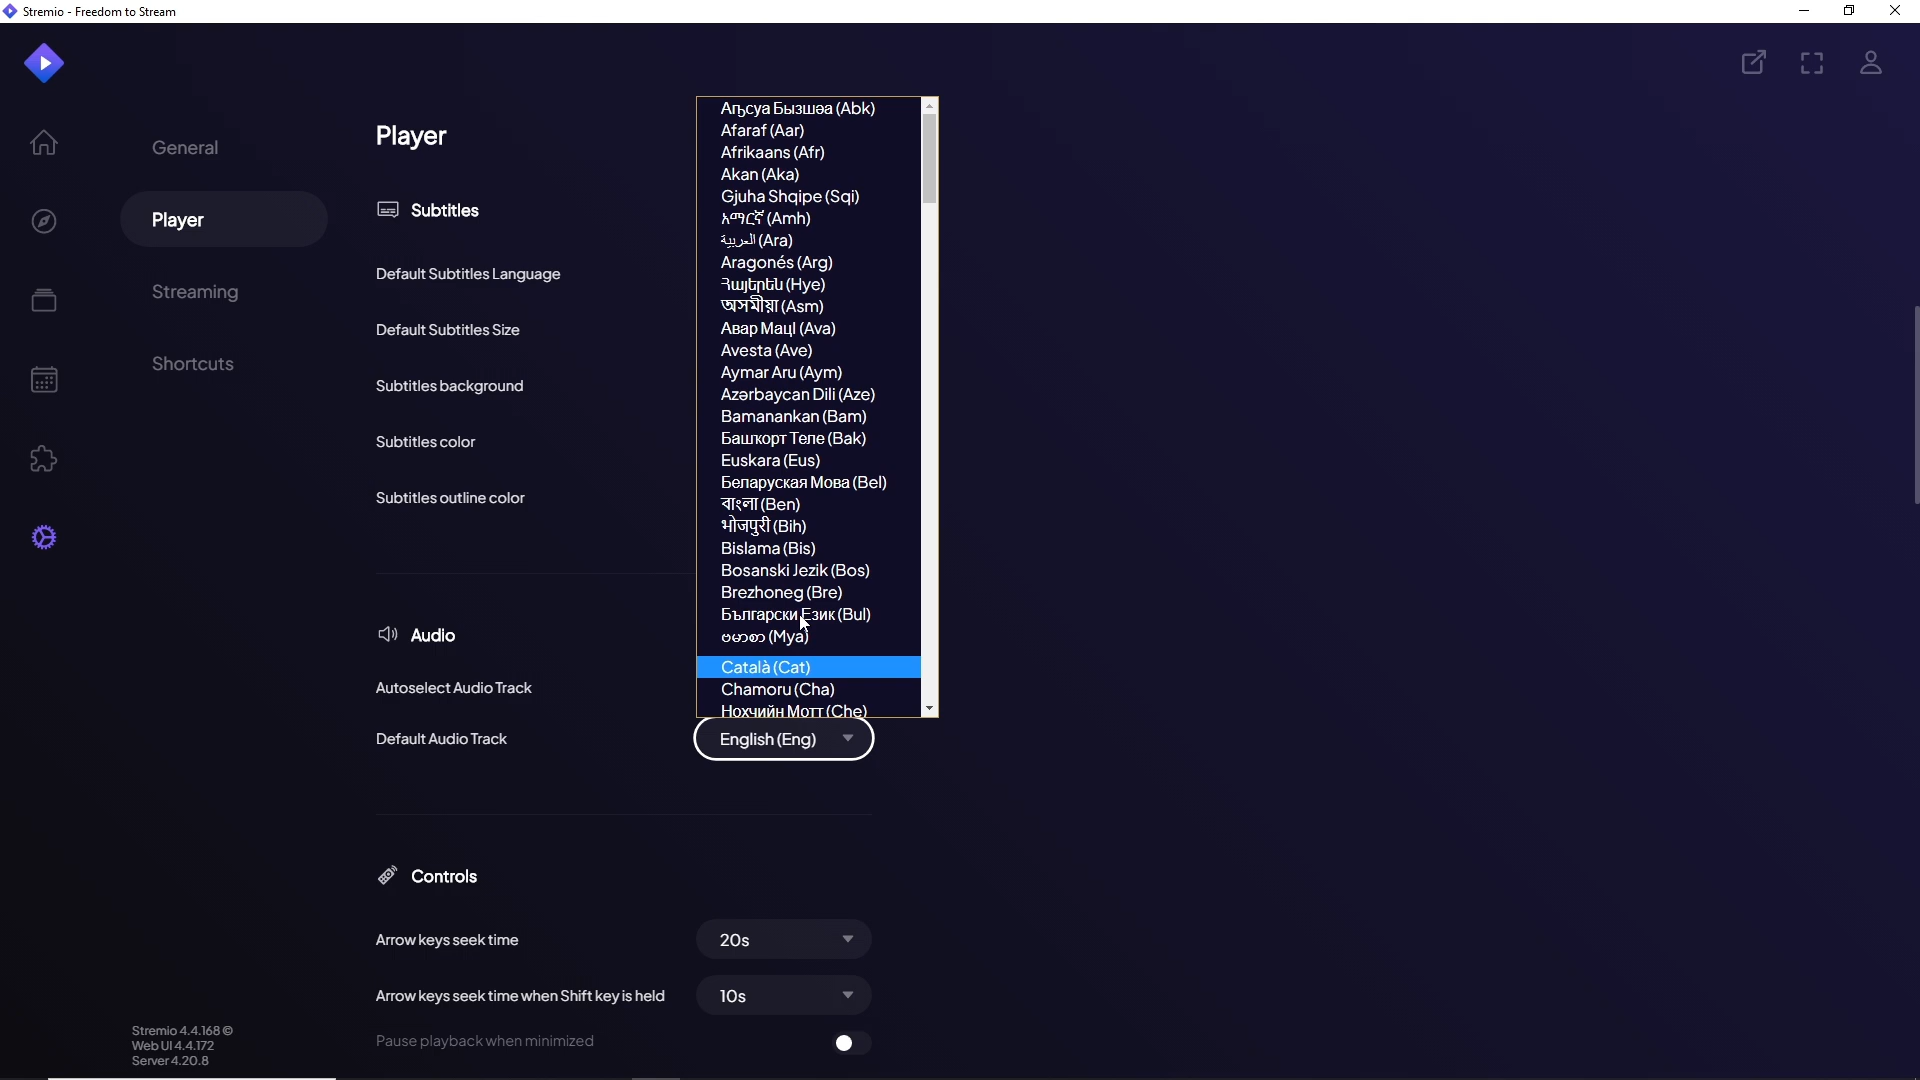 Stremio - Freedom to Stream
General
Player
Streaming
Shortcuts
Player
Subtitles
Default Subtitles Language
Default Subtitles Size
Subtitles background
Subtitles color
Subtitles outline color
Аҧсуа Бызшәа (Abk)
Afaraf (Aar)
Afrikaans (Afr)
Akan (Aka)
Gjuha Shqipe (Sqi)
አማርኛ (Amh)
العربية (Ara)
Aragonés (Arg)
Հայերեն (Hye)
অসমীয়া (Asm)
Авар МацӀ (Ava)
Avesta (Ave)
Aymar Aru (Aym)
Azərbaycan Dili (Aze)
Bamanankan (Bam)
Башҡорт Теле (Bak)
Euskara (Eus)
Беларуская Мова (Bel)
বাংলা (Ben)
भोजपुरी (Bih)
Bislama (Bis)
Bosanski Jezik (Bos)
Brezhoneg (Bre)
Български Език (Bul)
ဗမာစာ (Mya)
Català (Cat)
Chamoru (Cha)
Нохчийн Мотт (Che)
Audio
Autoselect Audio Track
Default Audio Track
English (Eng)
Controls
Arrow keys seek time
20s
Arrow keys seek time when Shift key is held
10s
Pause playback when minimized
Stremio 4.4.168 ©
Web UI 4.4.172
Server 4.20.8